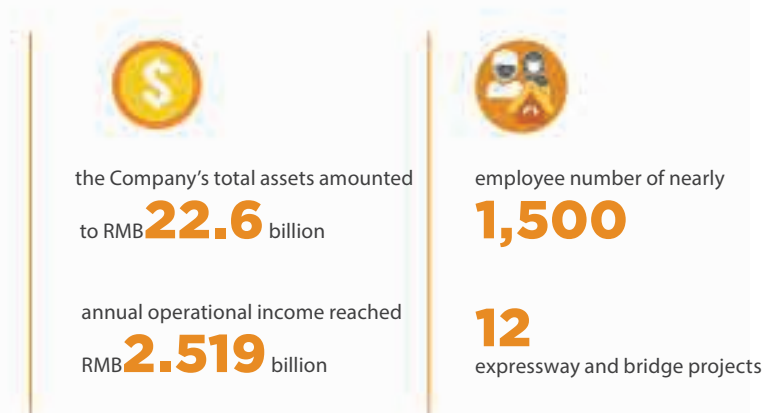 the Company’s total assets amounted
to RMB22.6 billion
annual operational income reached
RMB2.519 billion
employee number of nearly
1,500
12
expressway and bridge projects